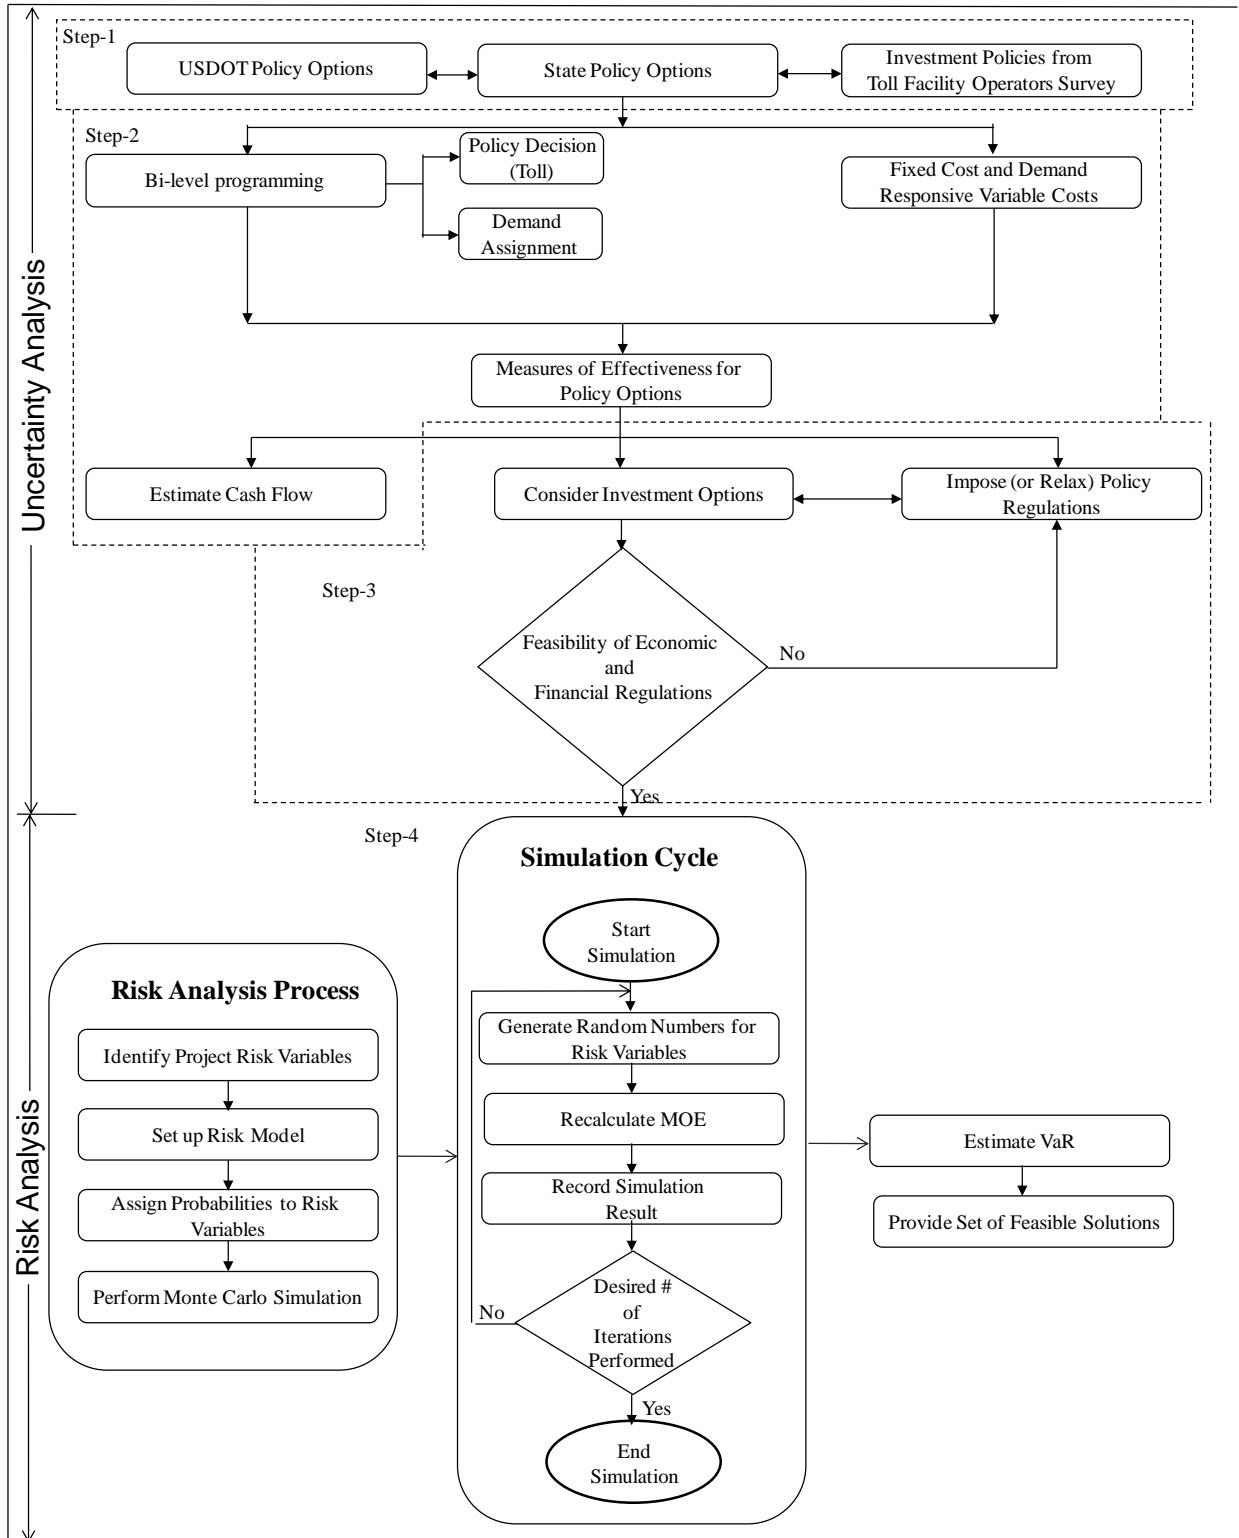 Step-1
USDOT Policy Options
State Policy Options
Investment Policies from
Toll Facility Operators Survey
Step-2
Bi-level programming
Policy Decision
(Toll)
Demand
Assignment
Fixed Cost and Demand
Responsive Variable Costs
Measures of Effectiveness for
Policy Options
Estimate Cash Flow
Consider Investment Options
Impose (or Relax) Policy
Regulations
Step-3
Feasibility of Economic
and
Financial Regulations
No
Yes
Uncertainty Analysis
Step-4
Simulation Cycle
Start
Simulation
Generate Random Numbers for
Risk Variables
Recalculate MOE
Record Simulation
Result
Desired #
of
Iterations
Performed
No
Yes
End
Simulation
Risk Analysis Process
Identify Project Risk Variables
Set up Risk Model
Assign Probabilities to Risk
Variables
Perform Monte Carlo Simulation
Estimate VaR
Provide Set of Feasible Solutions
Risk Analysis